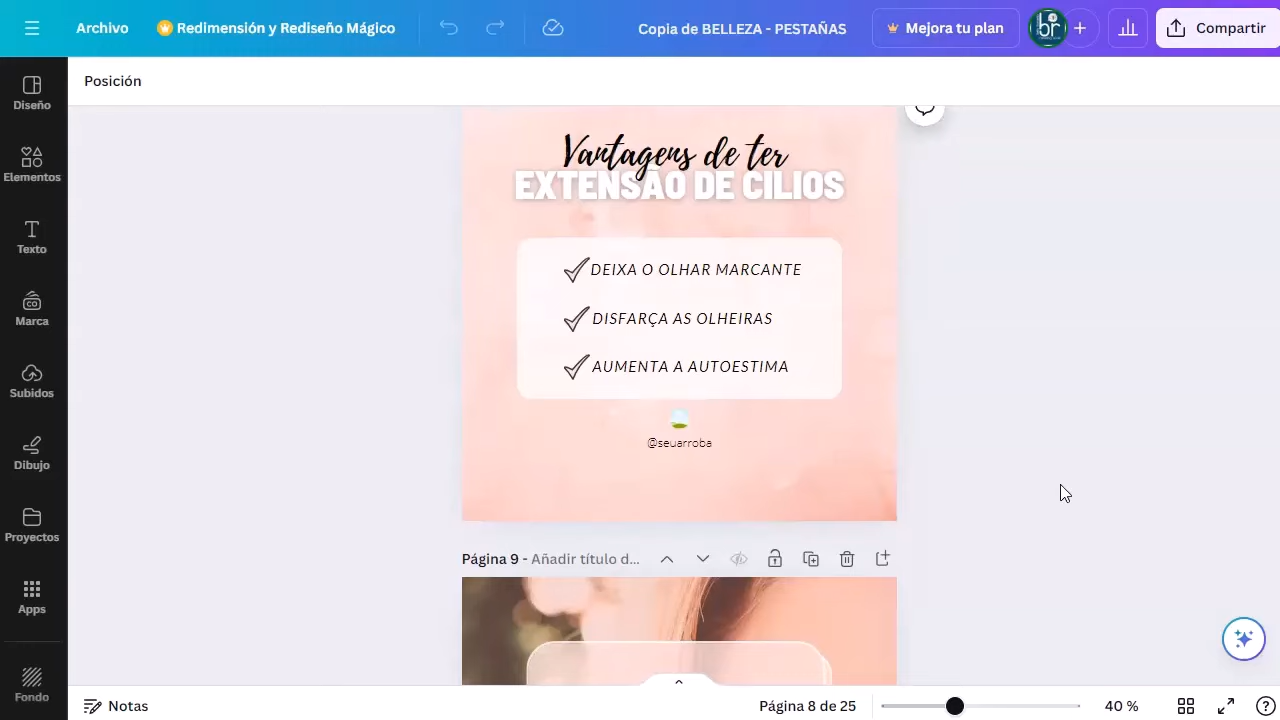 Archivo
Redimensión y Rediseño Mágico
Copia de BELLEZA - PESTAÑAS
Mejora tu plan
br
Compartir
Posición
Diseño
Elementos
Texto
Marca
Subidos
Dibujo
Proyectos
Apps
Fondo
Vantagens de ter
EXTENSÃO DE CILIOS
DEIXA O OLHAR MARCANTE
DISFARÇA AS OLHEIRAS
AUMENTA A AUTOESTIMA
@seuarroba
Página 9 - Añadir título d...
Notas
Página 8 de 25
40 %